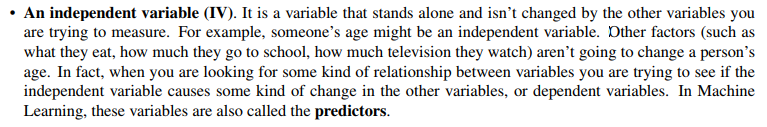 • An independent variable (IV). It is a variable that stands alone and isn't changed by the other variables you
are trying to measure. For example, someone's age might be an independent variable. Other factors (such as
what they eat, how much they go to school, how much television they watch) aren't going to change a person's
age. In fact, when you are looking for some kind of relationship between variables you are trying to see if the
independent variable causes some kind of change in the other variables, or dependent variables. In Machine
Learning, these variables are also called the predictors.